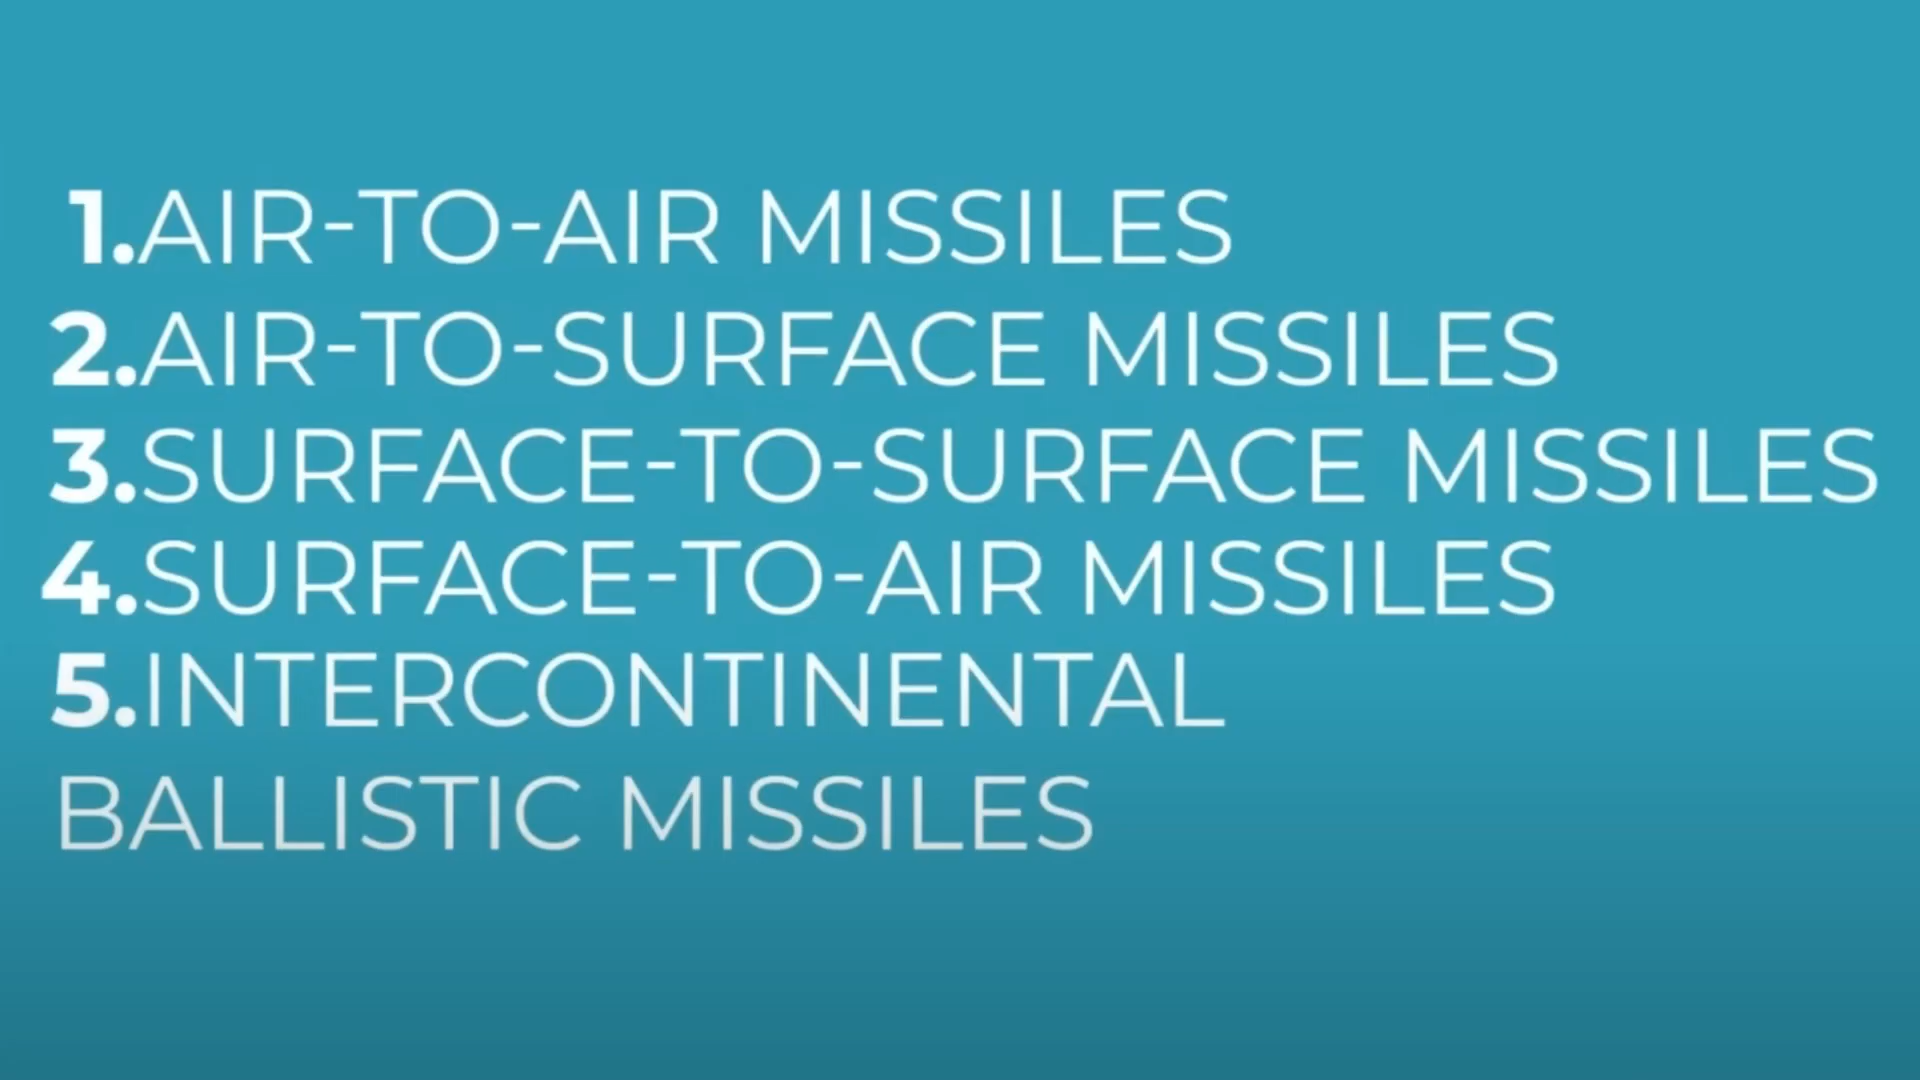 1.AIR-TO-AIR MISSILES
2.AIR-TO-SURFACE MISSILES
3.SURFACE-TO-SURFACE MISSILES
4.SURFACE-TO-AIR MISSILES
5.INTERCONTINENTAL
BALLISTIC MISSILES